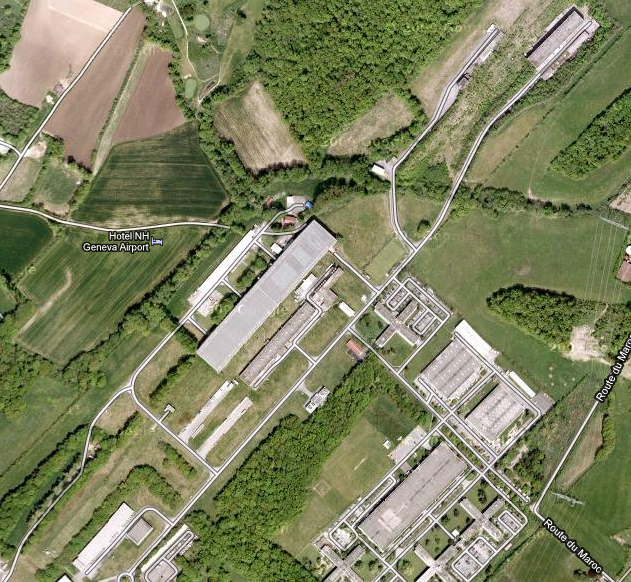 Hotel NH
Geneva Airport
Route du Maroc
Route du Maroc